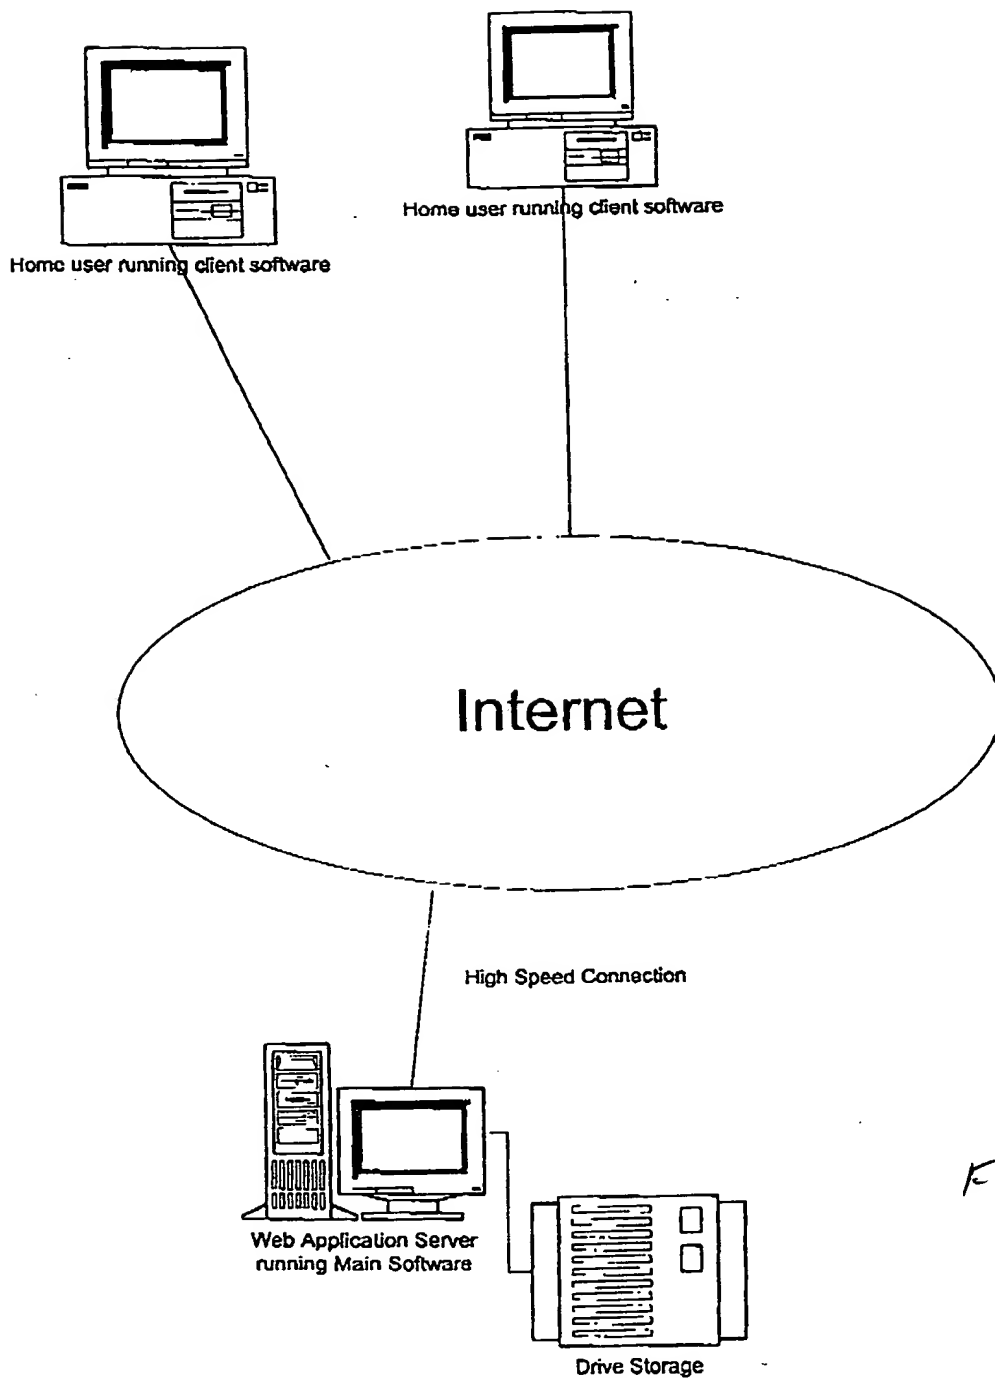 Home user running client software
Home user running client software
Internet
High Speed Connection
Web Application Server
running Main Software
F
Drive Storage